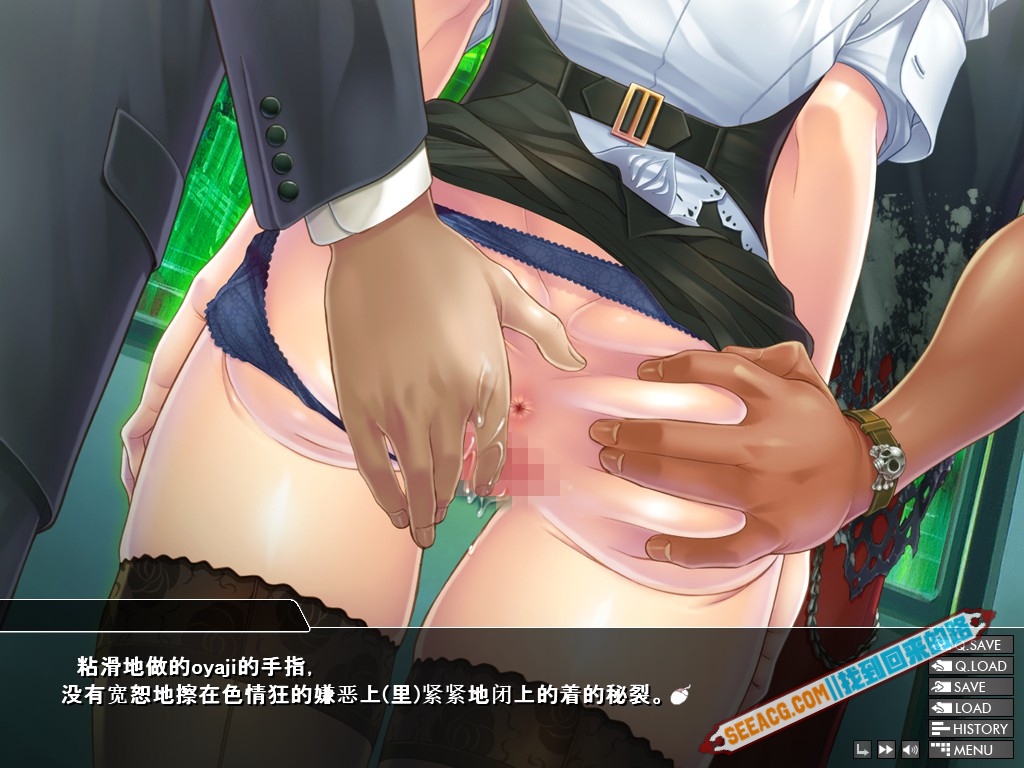 粘滑地做的oyaji的手指,
没有宽恕地擦在色情狂的嫌恶上(里)紧紧地闭上的着的秘裂。
SEEACG.COM||找到回来的路
Q.SAVE
Q.LOAD
SAVE
LOAD
HISTORY
MENU